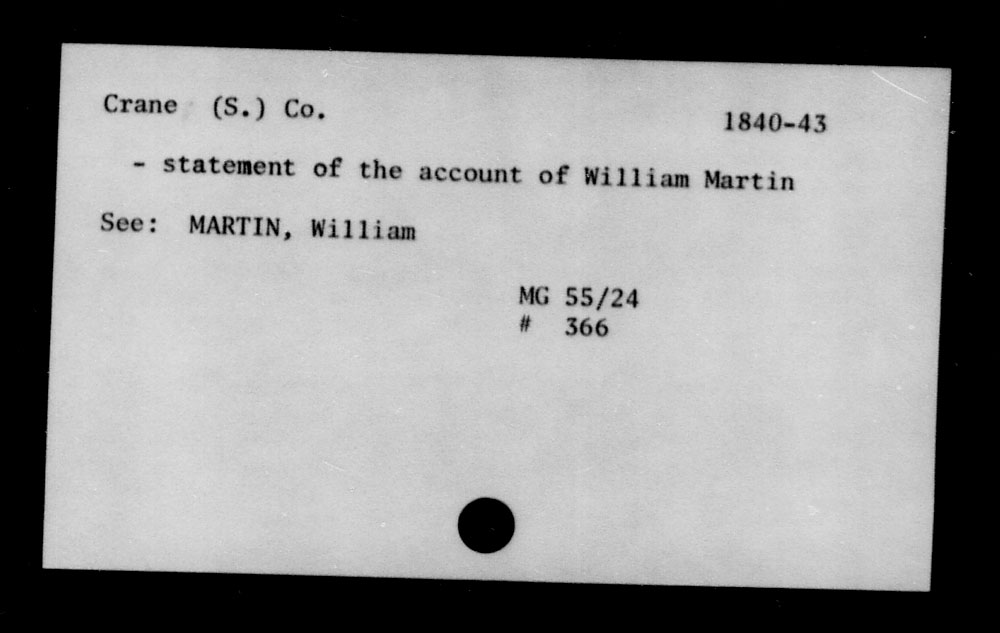 Crane (S.) Co. 1840-43
- statement of the account of William Martin
See: MARTIN, William
MG 55/24
# 366